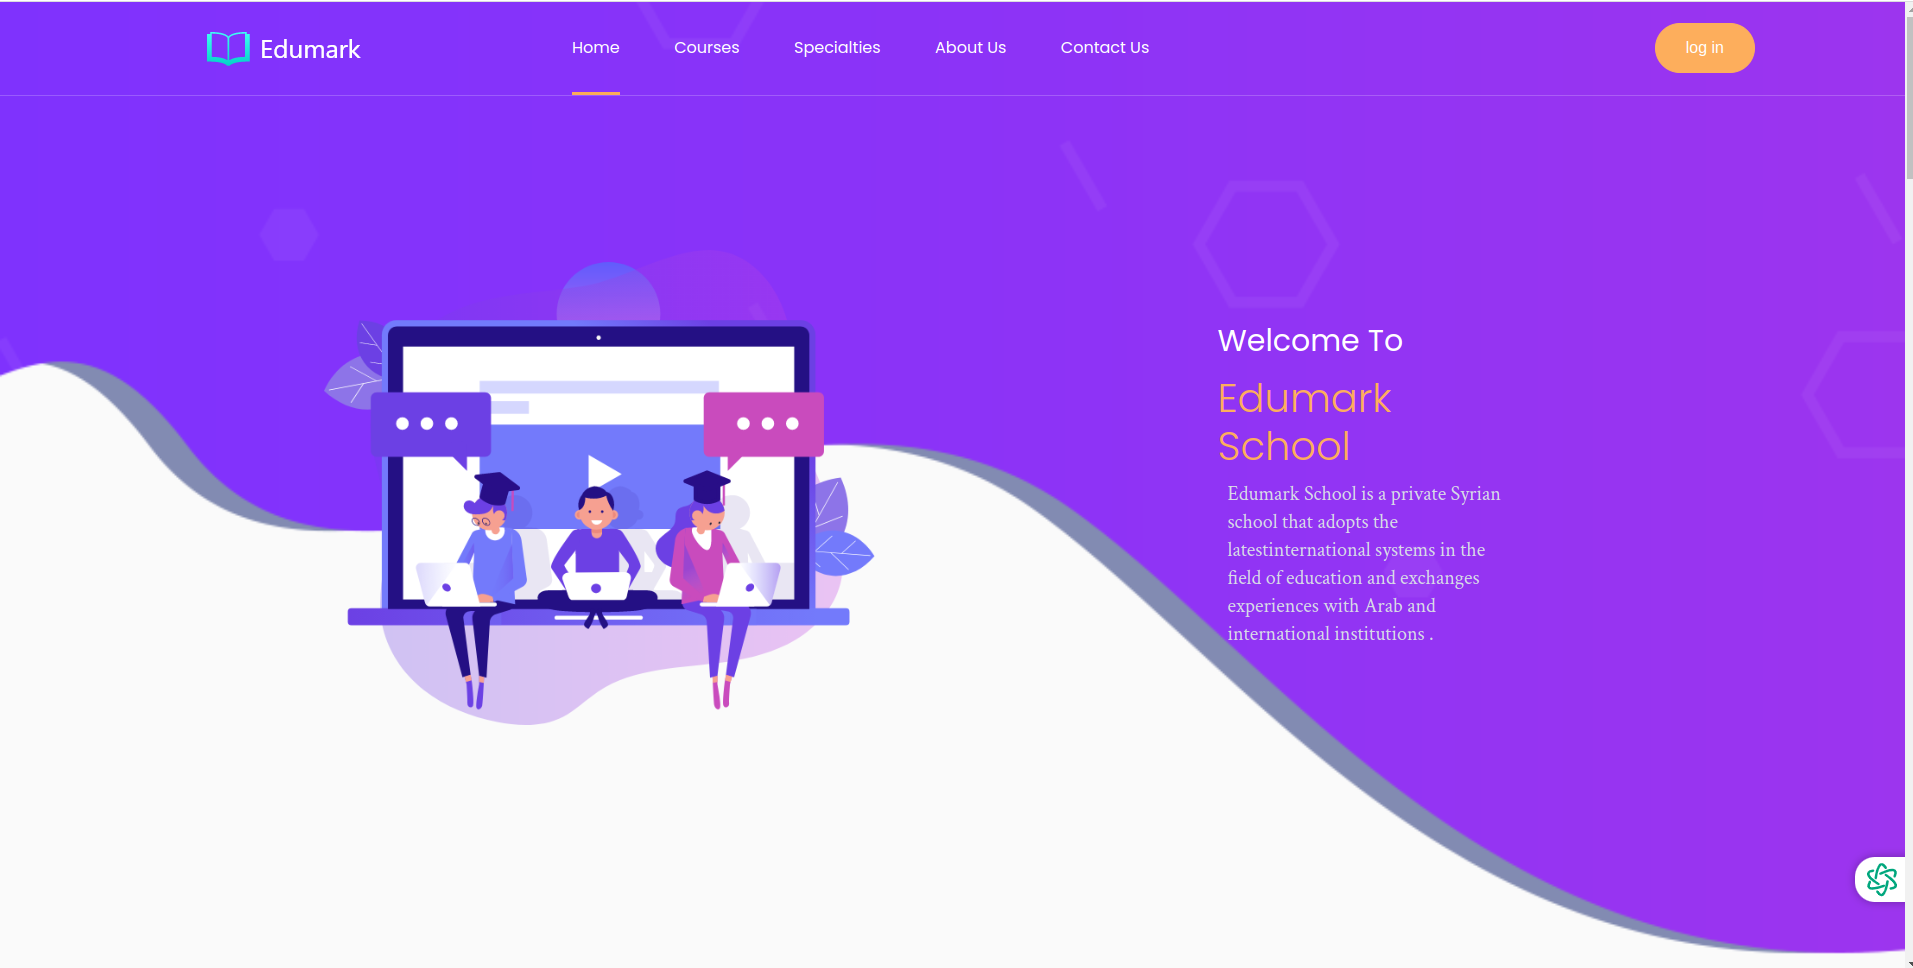 Edumark
Home
Courses
Specialties
About Us
Contact Us
log in
Welcome To
Edumark
School
Edumark School is a private Syrian
school that adopts the
latestinternational systems in the
field of education and exchanges
experiences with Arab and
international institutions .